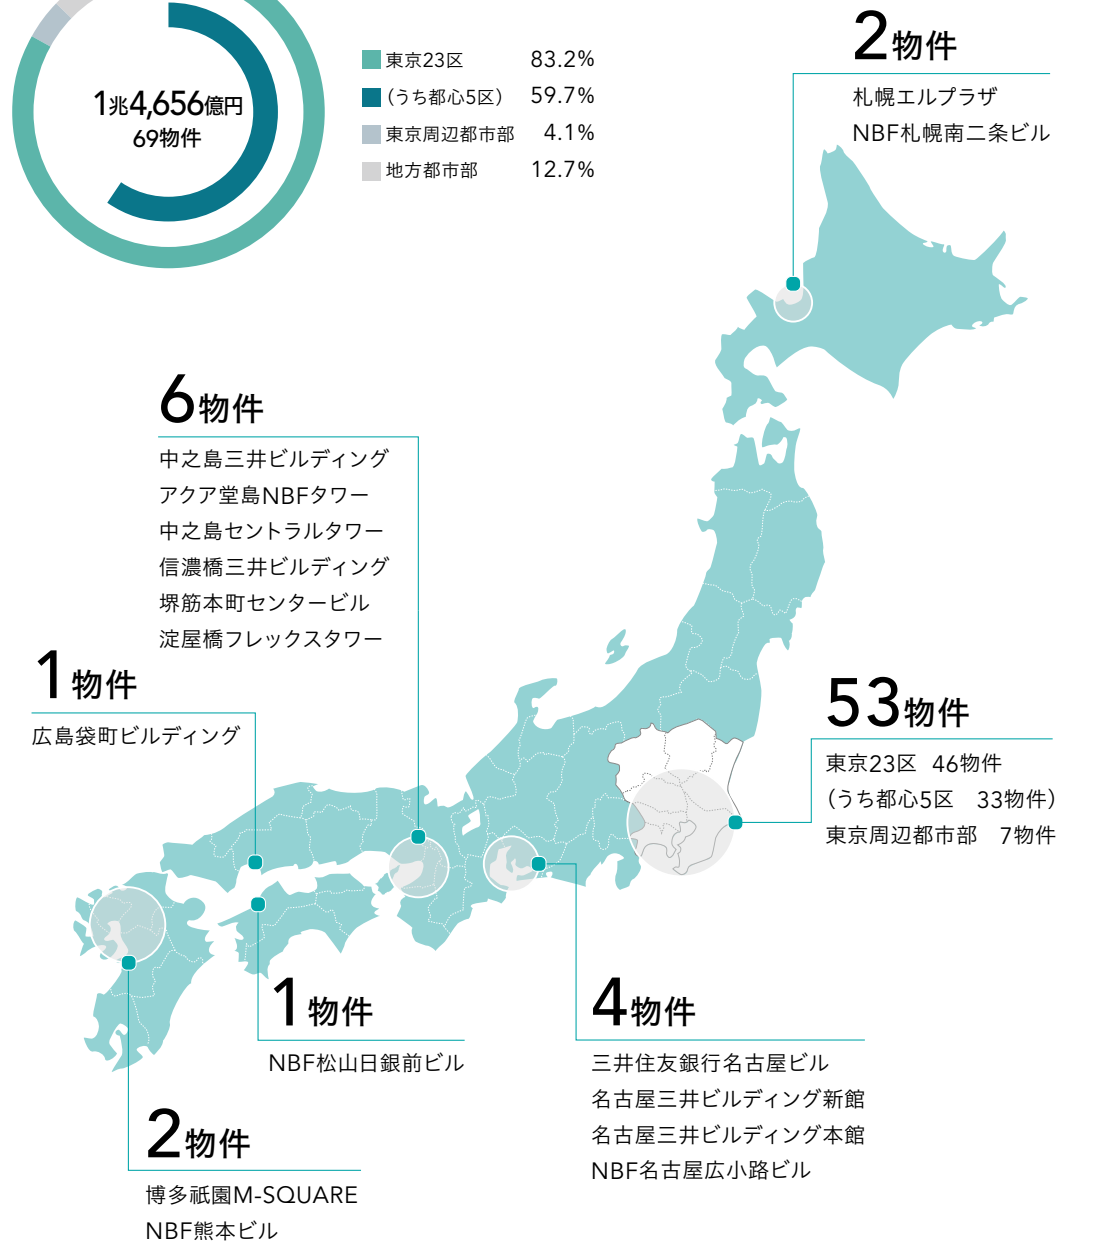 1兆4,656億円
69物件
東京23区 83.2%
(うち都心5区) 59.7%
東京周辺都市部 4.1%
地方都市部 12.7%
2物件
札幌エルプラザ
NBF札幌南二条ビル
6物件
中之島三井ビルディング
アクア堂島NBFタワー
中之島セントラルタワー
信濃橋三井ビルディング
堺筋本町センタービル
淀屋橋フレックスタワー
1物件
広島袋町ビルディング
53物件
東京23区 46物件
(うち都心5区 33物件)
東京周辺都市部 7物件
1物件
NBF松山日銀前ビル
4物件
三井住友銀行名古屋ビル
名古屋三井ビルディング新館
名古屋三井ビルディング本館
NBF名古屋広小路ビル
2物件
博多祇園M-SQUARE
NBF熊本ビル